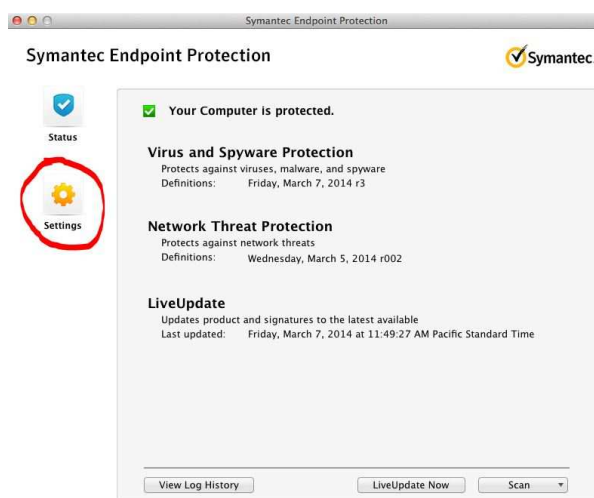 Symantec Endpoint Protection
Symantec Endpoint Protection
Symantec.
Status
Settings
Your Computer is protected.
Virus and Spyware Protection
Protects against viruses, malware, and spyware
Definitions: Friday, March 7, 2014 r3
Network Threat Protection
Protects against network threats
Definitions: Wednesday, March 5, 2014 r002
LiveUpdate
Updates product and signatures to the latest available
Last updated: Friday, March 7, 2014 at 11:49:27 AM Pacific Standard Time
View Log History
LiveUpdate Now
Scan